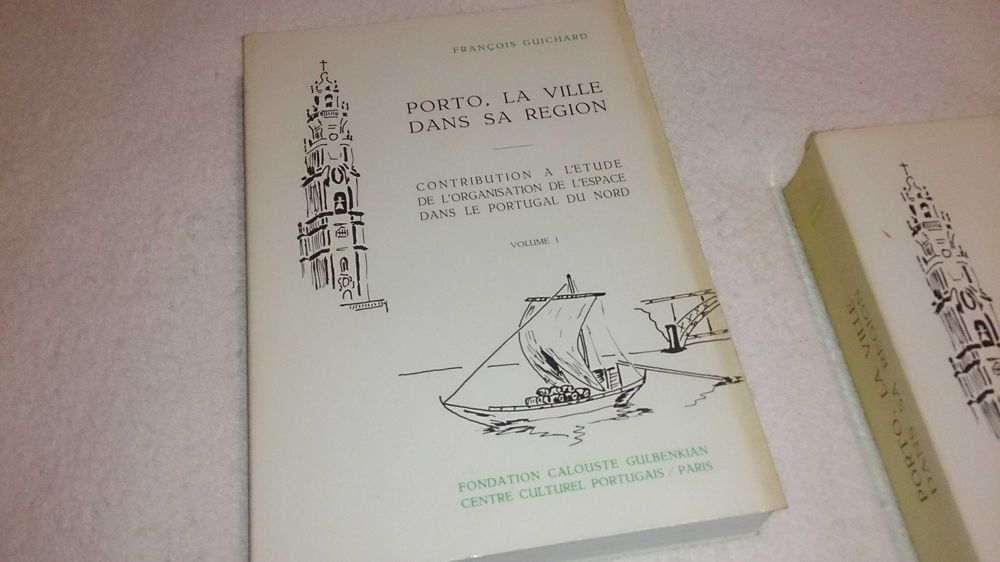 FRANÇOIS GUICHARD
PORTO, LA VILLE
DANS SA REGION
CONTRIBUTION A L'ETUDE
DE L'ORGANISATION DE L'ESPACE
DANS LE PORTUGAL DU NORD
VOLUME I
FONDATION CALOUSTE GULBENKIAN
CENTRE CULTUREL PORTUGAIS / PARIS
PORTO, LA VILLE
DANS SA REGION